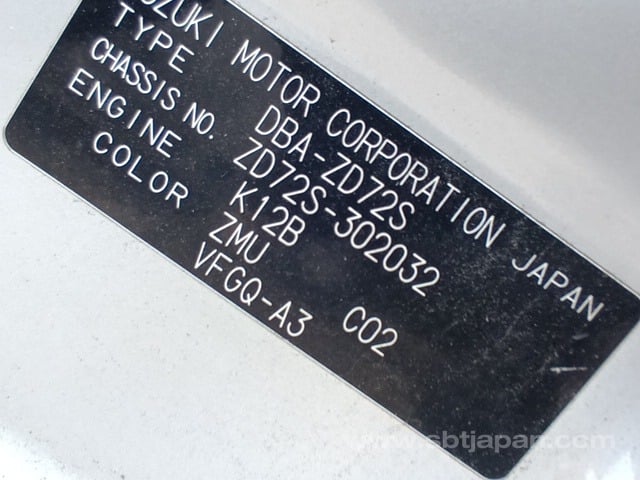 SUZUKI MOTOR CORPORATION JAPAN
TYPE DBA-ZD72S
CHASSIS NO. ZD72S-302032
ENGINE K12B
COLOR ZMU
VFGQ-A3 C02
www.sbtjapan.com